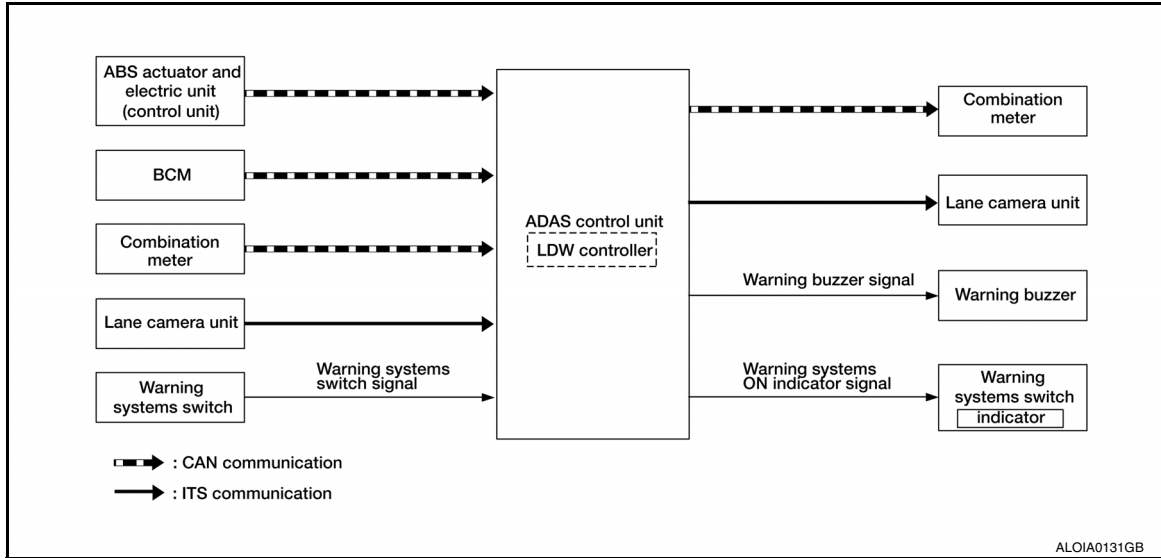 ABS actuator and
electric unit
(control unit)
BCM
Combination
meter
Lane camera unit
Warning
systems switch
Warning systems
switch signal
ADAS control unit
LDW controller
Combination
meter
Lane camera unit
Warning buzzer signal
Warning buzzer
Warning systems
ON indicator signal
Warning
systems switch
indicator
: CAN communication
: ITS communication
ALOIA0131GB